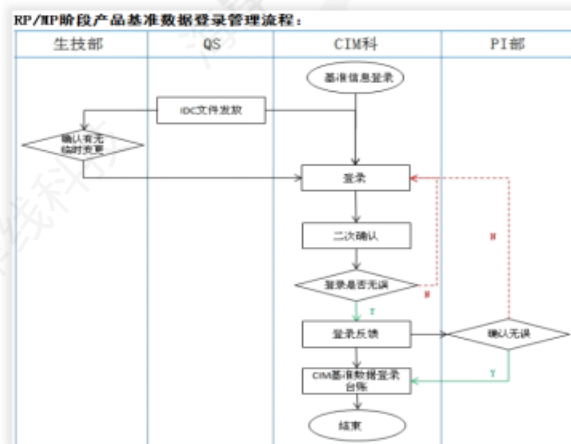 RP/MP阶段产品基准数据登录管理流程：
生技部
QS
CIM科
PI部
基准信息登录
IDC文件发放
确认有无
临时变更
登录
二次确认
N
登录是否无误
N
Y
登录反馈
确认无误
Y
CIM基准数据登录
台账
结束